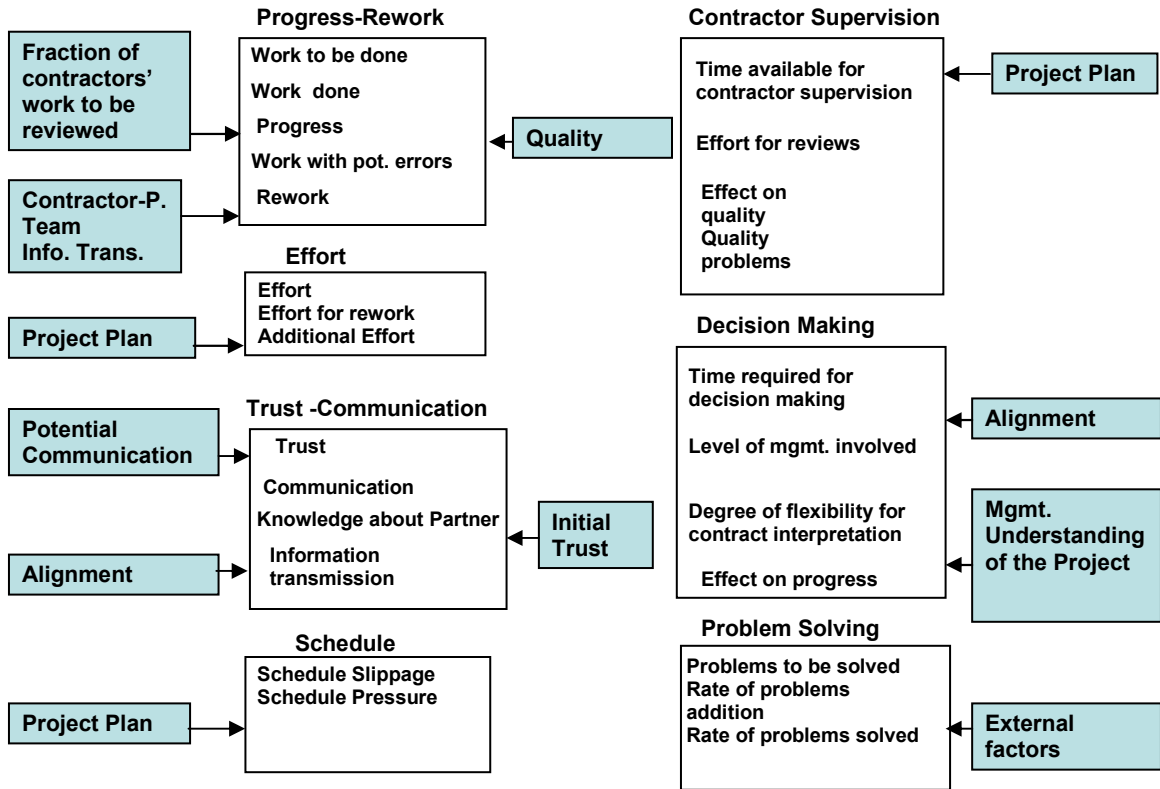 Progress-Rework
Fraction of
contractors'
work to be
reviewed
Contractor-P.
Team
Info. Trans.
Work to be done
Work done
Progress
Work with pot. errors
Rework
Quality
Contractor Supervision
Time available for
contractor supervision
Effort for reviews
Effect on
quality
Quality
problems
Project Plan
Effort
Effort
Effort for rework
Additional Effort
Project Plan
Decision Making
Time required for
decision making
Level of mgmt. involved
Degree of flexibility for
contract interpretation
Effect on progress
Alignment
Mgmt.
Understanding
of the Project
Trust -Communication
Potential
Communication
Alignment
Trust
Communication
Knowledge about Partner
Information
transmission
Initial
Trust
Schedule
Schedule Slippage
Schedule Pressure
Project Plan
Problem Solving
Problems to be solved
Rate of problems
addition
Rate of problems solved
External
factors